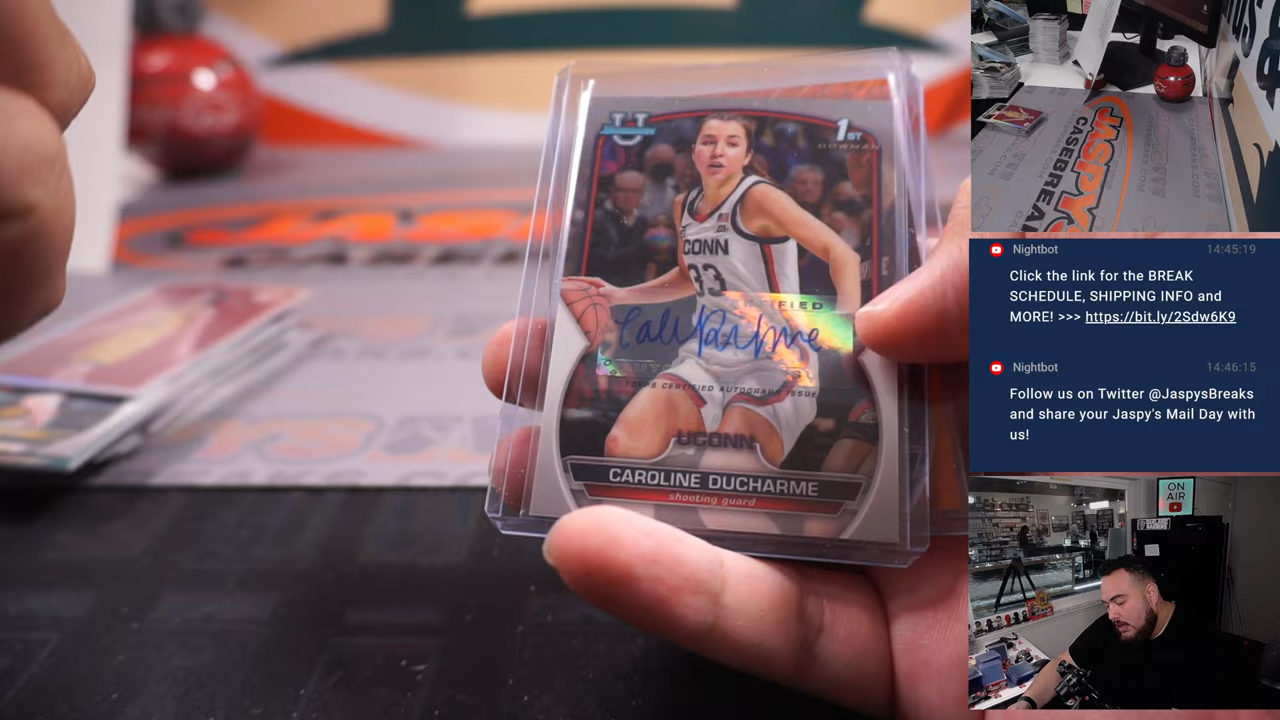 1ST
BOWMAN
CONN
33
CERTIFIED
TOPPS CERTIFIED AUTOGRAPH ISSUE
UCONN
CAROLINE DUCHARME
shooting guard
JASPY'S
CASEBREAKS
Nightbot 14:45:19
Click the link for the BREAK
SCHEDULE, SHIPPING INFO and
MORE! >>> https://bit.ly/2Sdw6K9
Nightbot 14:46:15
Follow us on Twitter @JaspysBreaks
and share your Jaspy's Mail Day with
us!
ON
AIR